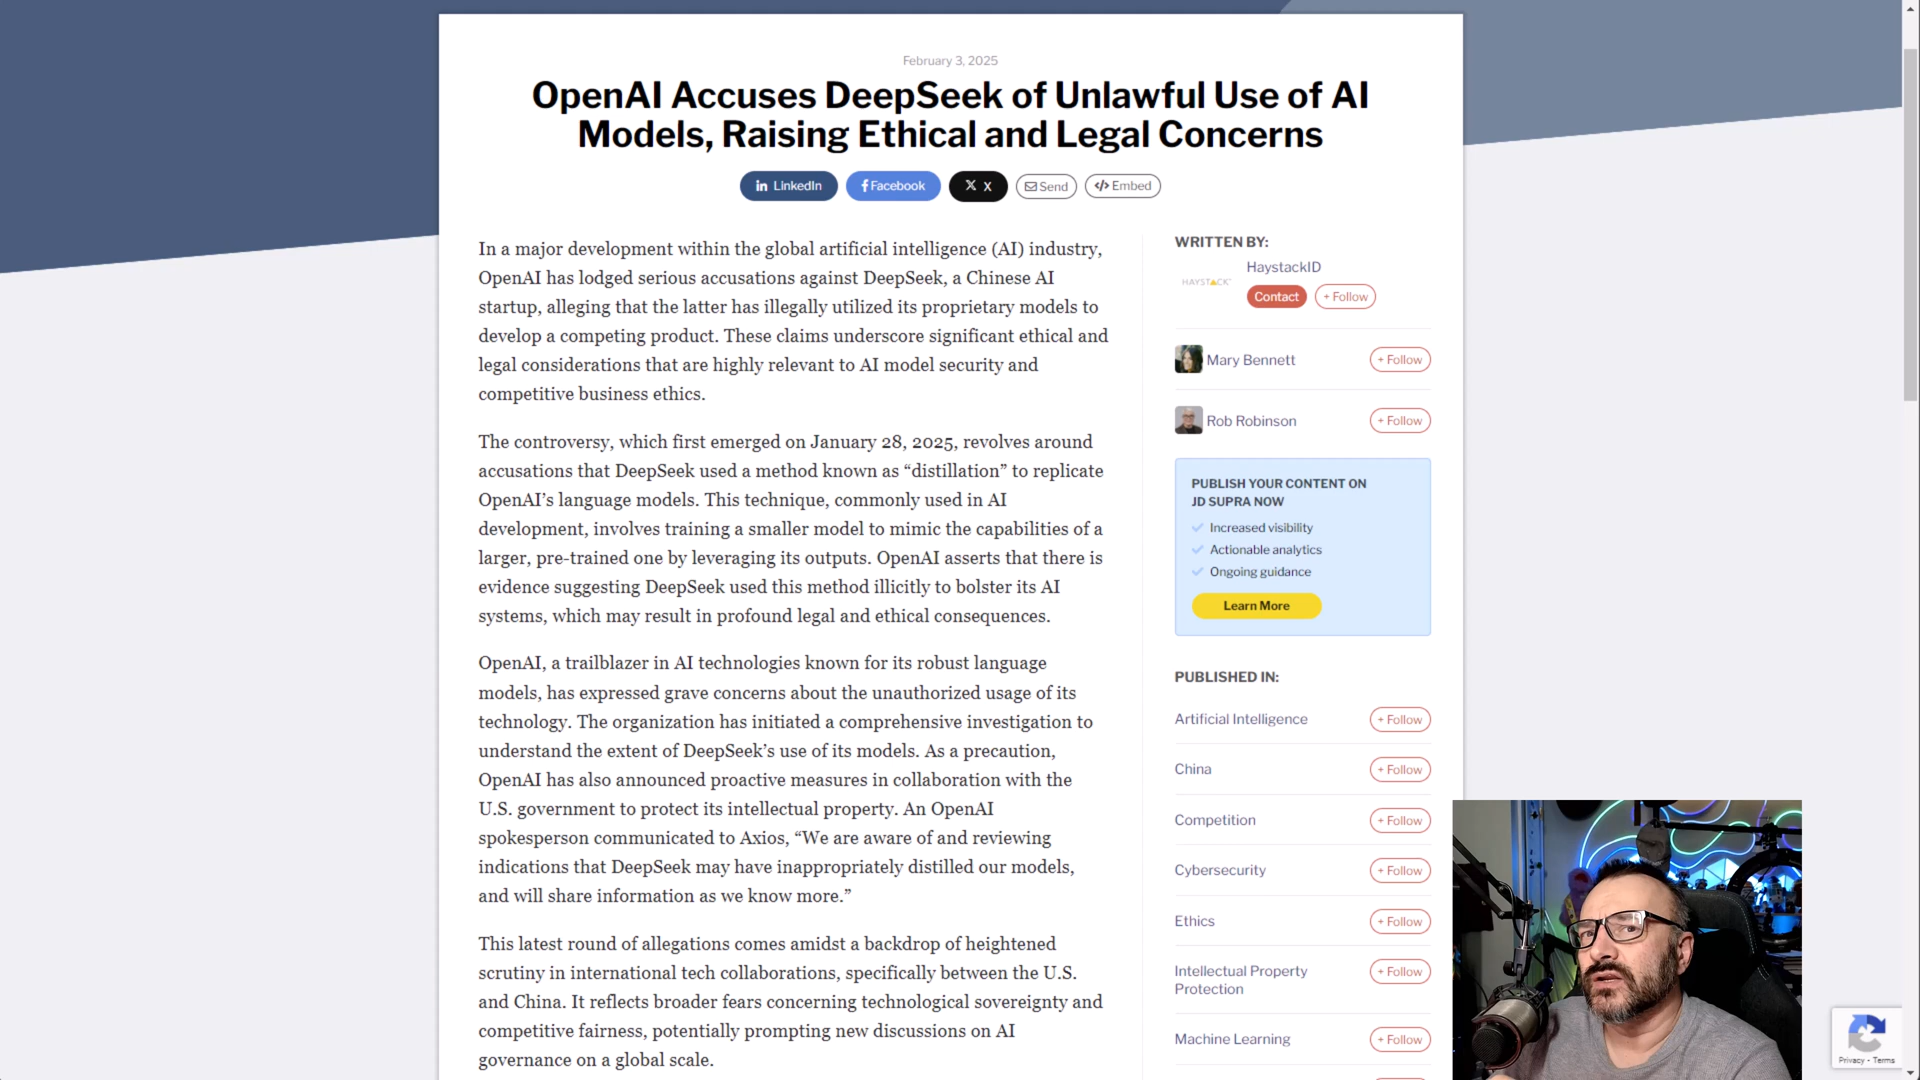 February 3, 2025
OpenAI Accuses DeepSeek of Unlawful Use of AI
Models, Raising Ethical and Legal Concerns
in LinkedIn
f Facebook
X X
Send
</> Embed
In a major development within the global artificial intelligence (AI) industry,
OpenAI has lodged serious accusations against DeepSeek, a Chinese AI
startup, alleging that the latter has illegally utilized its proprietary models to
develop a competing product. These claims underscore significant ethical and
legal considerations that are highly relevant to AI model security and
competitive business ethics.
The controversy, which first emerged on January 28, 2025, revolves around
accusations that DeepSeek used a method known as “distillation” to replicate
OpenAI’s language models. This technique, commonly used in AI
development, involves training a smaller model to mimic the capabilities of a
larger, pre-trained one by leveraging its outputs. OpenAI asserts that there is
evidence suggesting DeepSeek used this method illicitly to bolster its AI
systems, which may result in profound legal and ethical consequences.
OpenAI, a trailblazer in AI technologies known for its robust language
models, has expressed grave concerns about the unauthorized usage of its
technology. The organization has initiated a comprehensive investigation to
understand the extent of DeepSeek’s use of its models. As a precaution,
OpenAI has also announced proactive measures in collaboration with the
U.S. government to protect its intellectual property. An OpenAI
spokesperson communicated to Axios, “We are aware of and reviewing
indications that DeepSeek may have inappropriately distilled our models,
and will share information as we know more.”
This latest round of allegations comes amidst a backdrop of heightened
scrutiny in international tech collaborations, specifically between the U.S.
and China. It reflects broader fears concerning technological sovereignty and
competitive fairness, potentially prompting new discussions on AI
governance on a global scale.
WRITTEN BY:
HAYSTACK
HaystackID
Contact
+ Follow
Mary Bennett
+ Follow
Rob Robinson
+ Follow
PUBLISH YOUR CONTENT ON
JD SUPRA NOW
Increased visibility
Actionable analytics
Ongoing guidance
Learn More
PUBLISHED IN:
Artificial Intelligence
+ Follow
China
+ Follow
Competition
+ Follow
Cybersecurity
+ Follow
Ethics
+ Follow
Intellectual Property
Protection
+ Follow
Machine Learning
+ Follow
Privacy - Terms